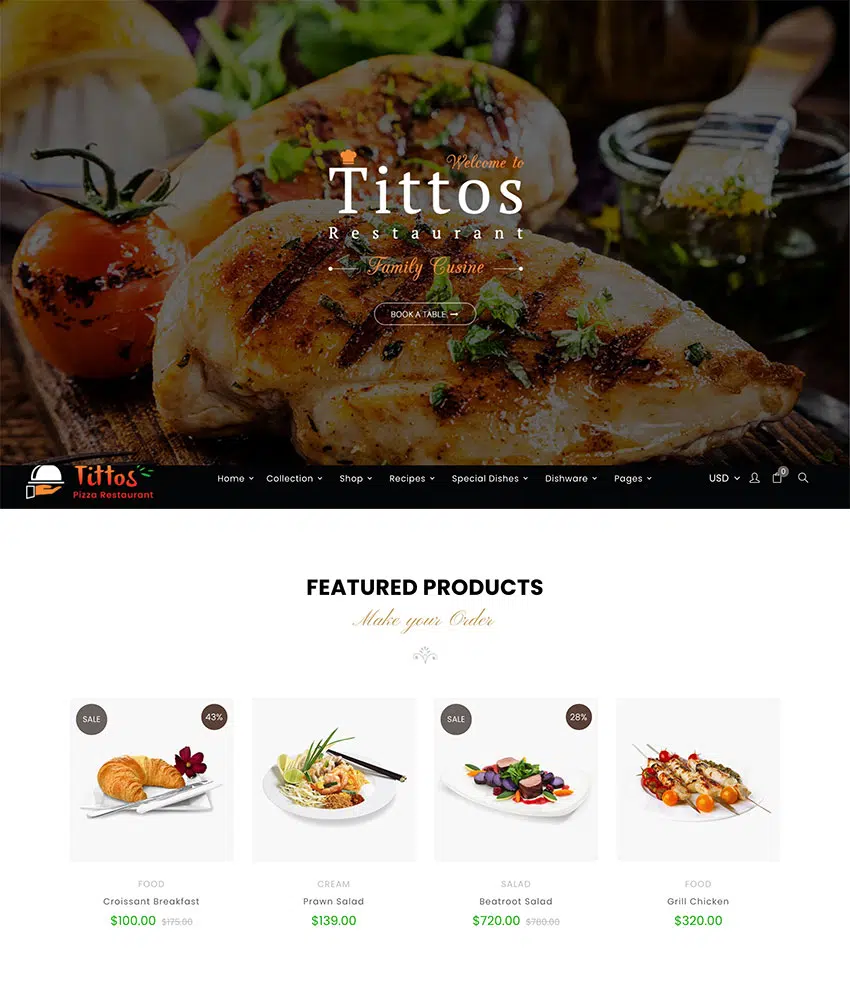 Welcome to
Tittos
Restaurant
Family Cusine
BOOK A TABLE
Tittos
Pizza Restaurant
Home Collection Shop Recipes Special Dishes Dishware Pages USD 0
FEATURED PRODUCTS
Make your Order
SALE 43% SALE 28%
FOOD CREAM SALAD FOOD
Croissant Breakfast Prawn Salad Beatroot Salad Grill Chicken
$100.00 $175.00 $139.00 $720.00 $780.00 $320.00